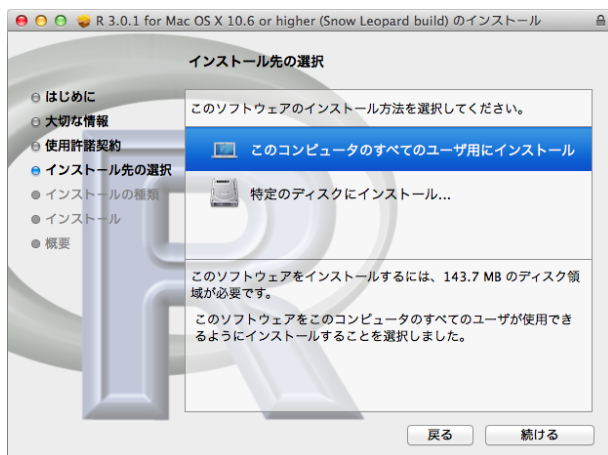 R 3.0.1 for Mac OS X 10.6 or higher (Snow Leopard build) のインストール
インストール先の選択
はじめに
大切な情報
使用許諾契約
インストール先の選択
インストールの種類
インストール
概要
このソフトウェアのインストール方法を選択してください。
このコンピュータのすべてのユーザ用にインストール
特定のディスクにインストール...
このソフトウェアをインストールするには、143.7 MB のディスク領
域が必要です。
このソフトウェアをこのコンピュータのすべてのユーザが使用でき
るようにインストールすることを選択しました。
戻る
続ける